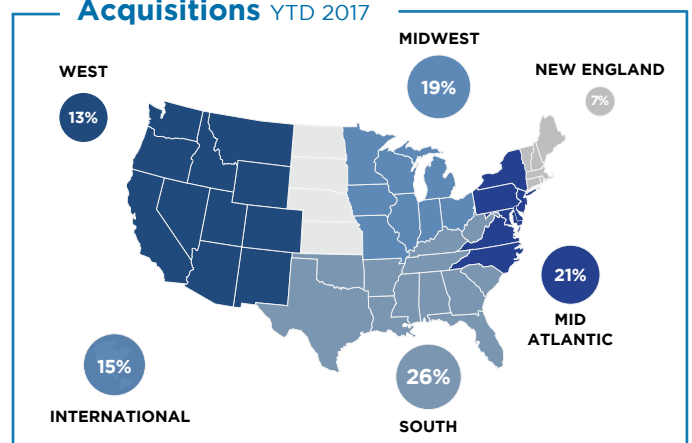 Acquisitions YTD 2017
MIDWEST
19%
WEST
13%
NEW ENGLAND
7%
21%
MID
ATLANTIC
15%
INTERNATIONAL
26%
SOUTH